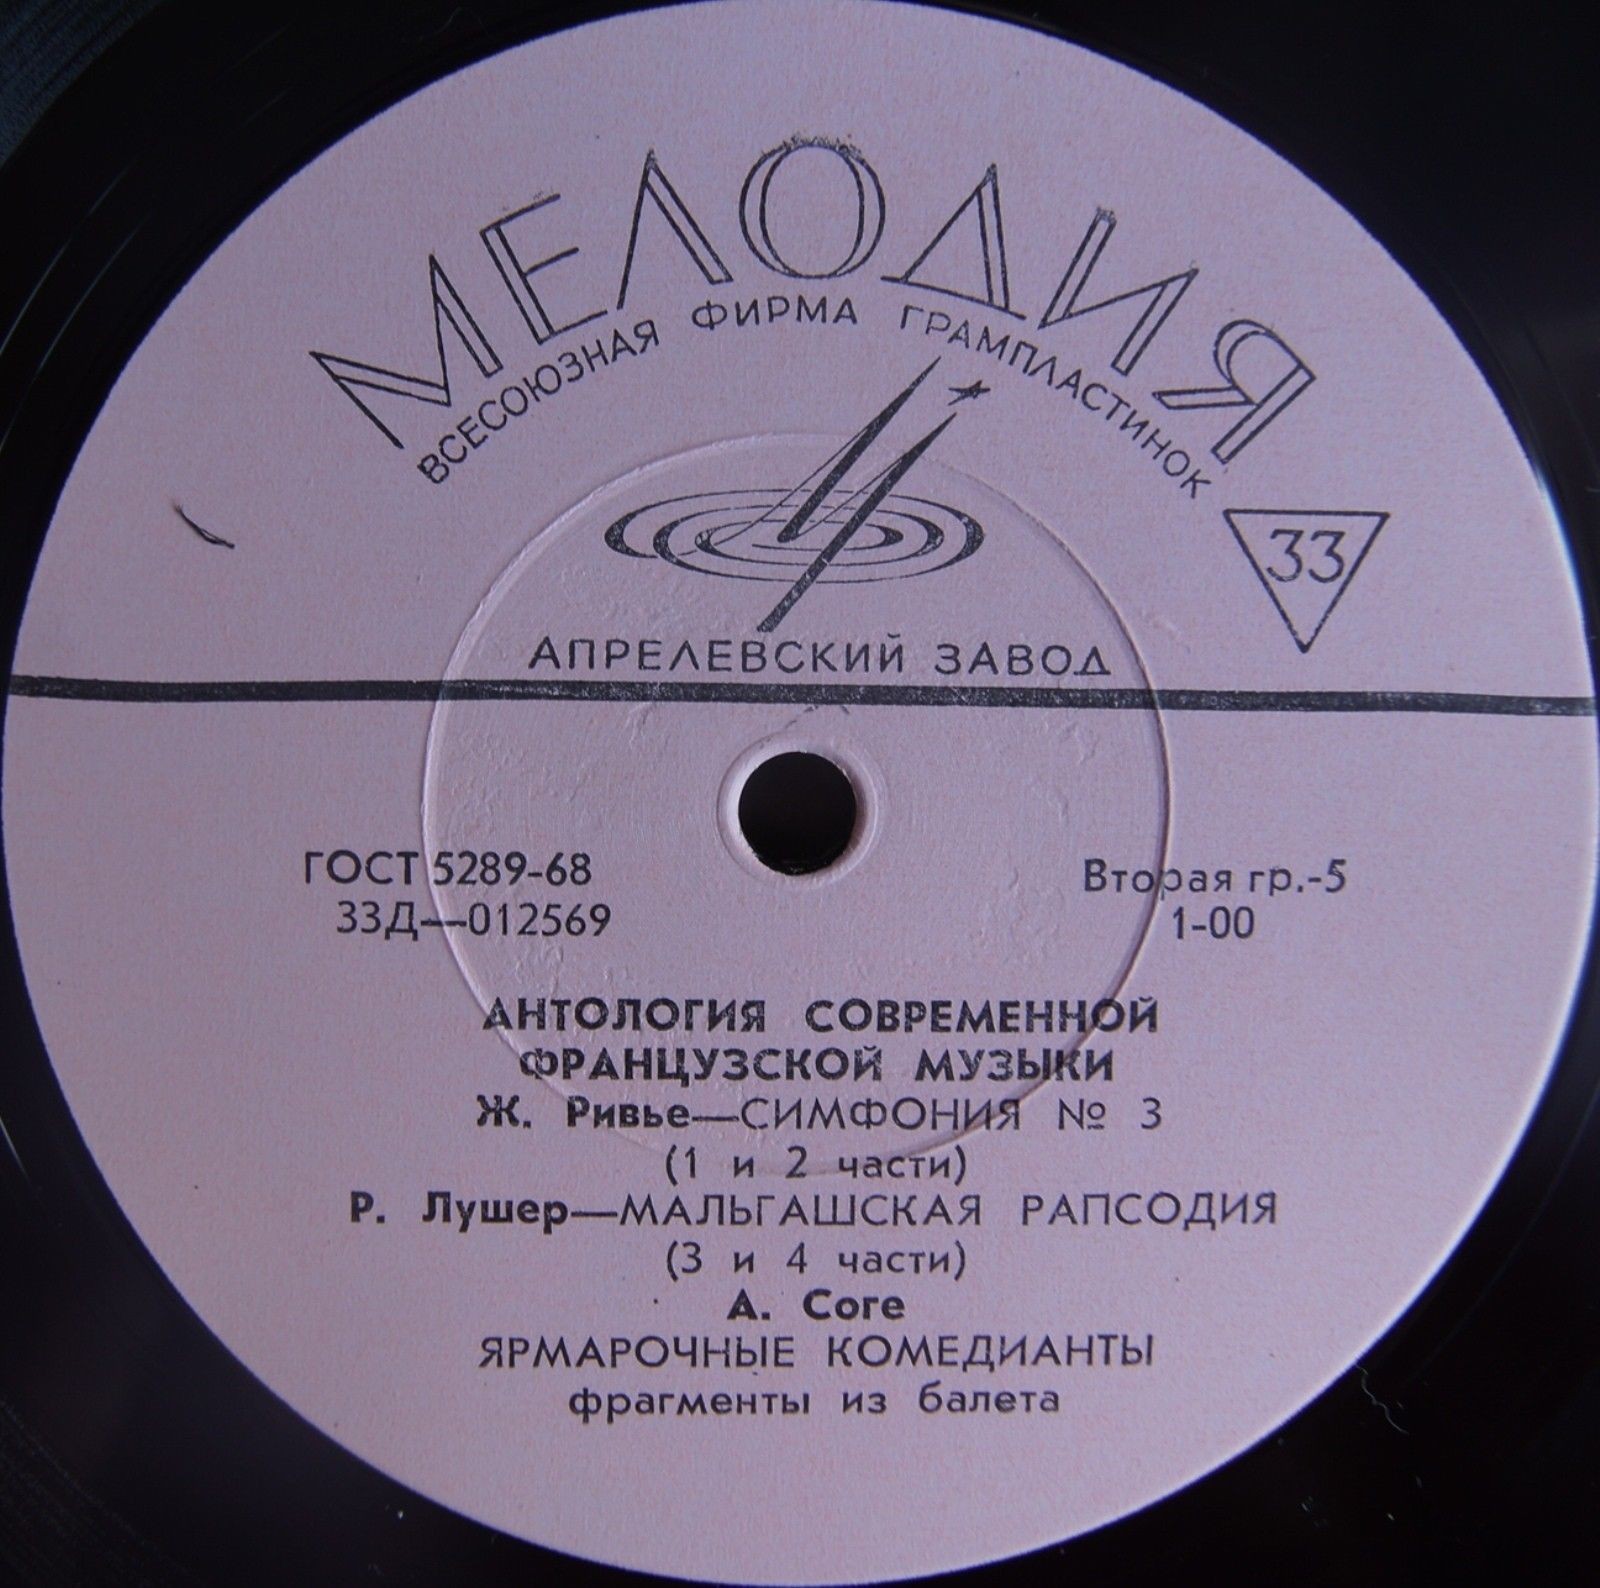 МЕЛОДИЯ
ВСЕСОЮЗНАЯ ФИРМА ГРАМПЛАСТИНОК
33
АПРЕЛЕВСКИЙ ЗАВОД
ГОСТ 5289-68
Вторая гр.-5
33Д—012569
1-00
АНТОЛОГИЯ СОВРЕМЕННОЙ
ФРАНЦУЗСКОЙ МУЗЫКИ
Ж. Ривье—СИМФОНИЯ № 3
(1 и 2 части)
Р. Лушер—МАЛЬГАШСКАЯ РАПСОДИЯ
(3 и 4 части)
А. Соге
ЯРМАРОЧНЫЕ КОМЕДИАНТЫ
фрагменты из балета